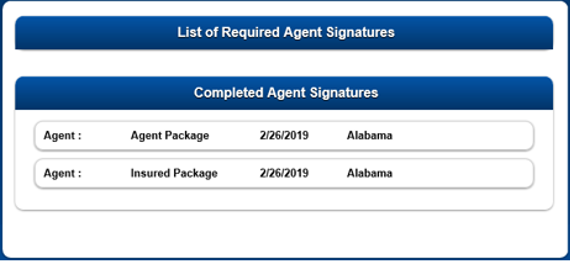 List of Required Agent Signatures
Completed Agent Signatures
Agent : Agent Package 2/26/2019 Alabama
Agent : Insured Package 2/26/2019 Alabama